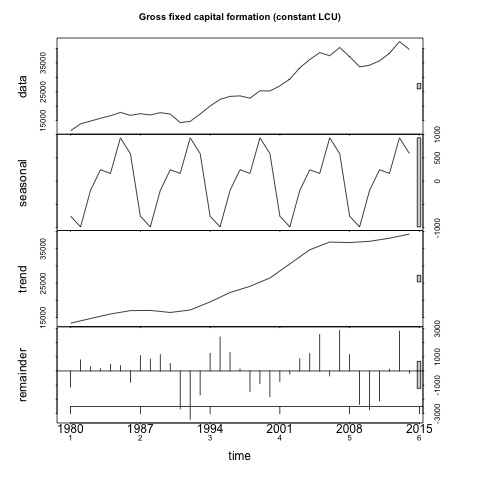 Gross fixed capital formation (constant LCU)
data
15000 25000 35000
seasonal
-1000 0 500 1000
trend
15000 25000 35000
remainder
-3000 -1000 1000 3000
1980 1987 1994 2001 2008 2015
1 2 3 4 5 6
time